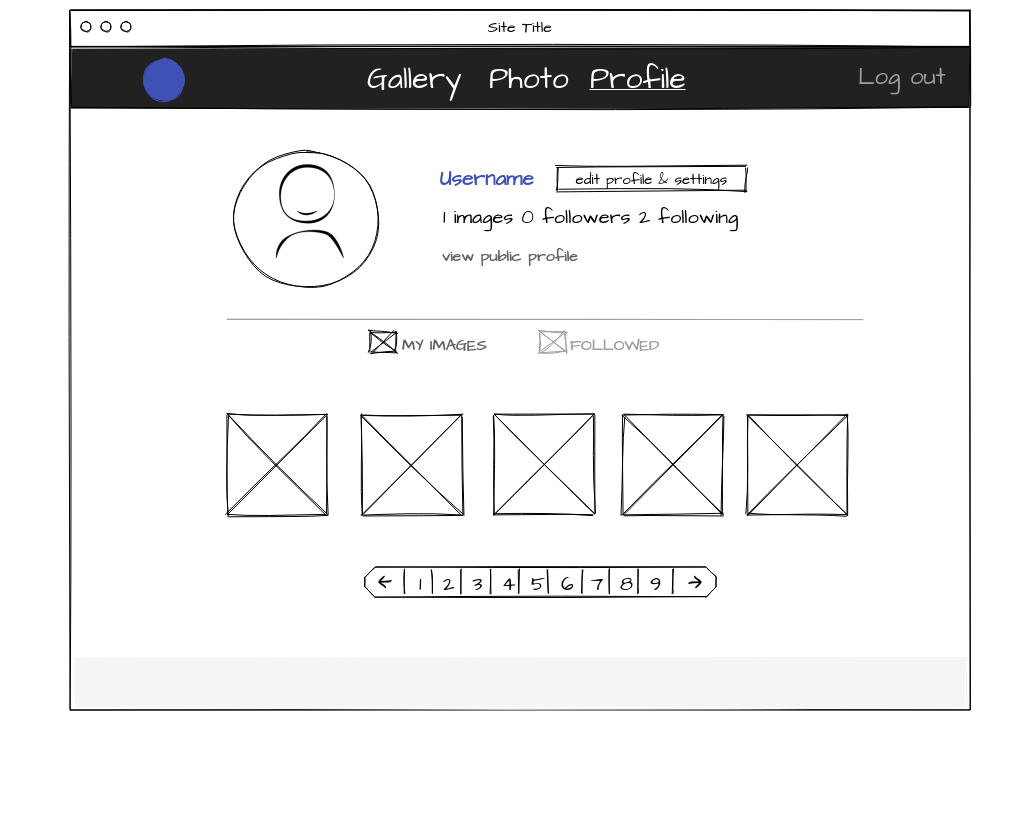 Site Title
Gallery Photo Profile Log out
Username edit profile & settings
1 images 0 followers 2 following
view public profile
MY IMAGES FOLLOWED
← 1 2 3 4 5 6 7 8 9 →